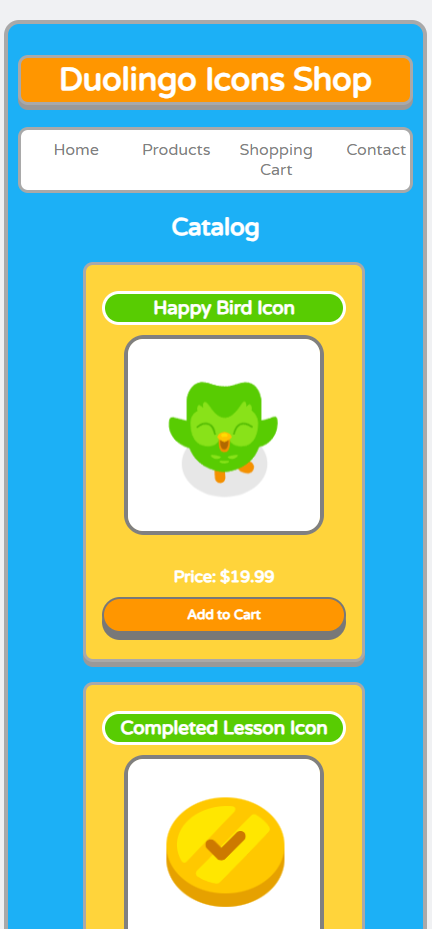 Duolingo Icons Shop
Home Products Shopping Cart Contact
Catalog
Happy Bird Icon
Price: $19.99
Add to Cart
Completed Lesson Icon